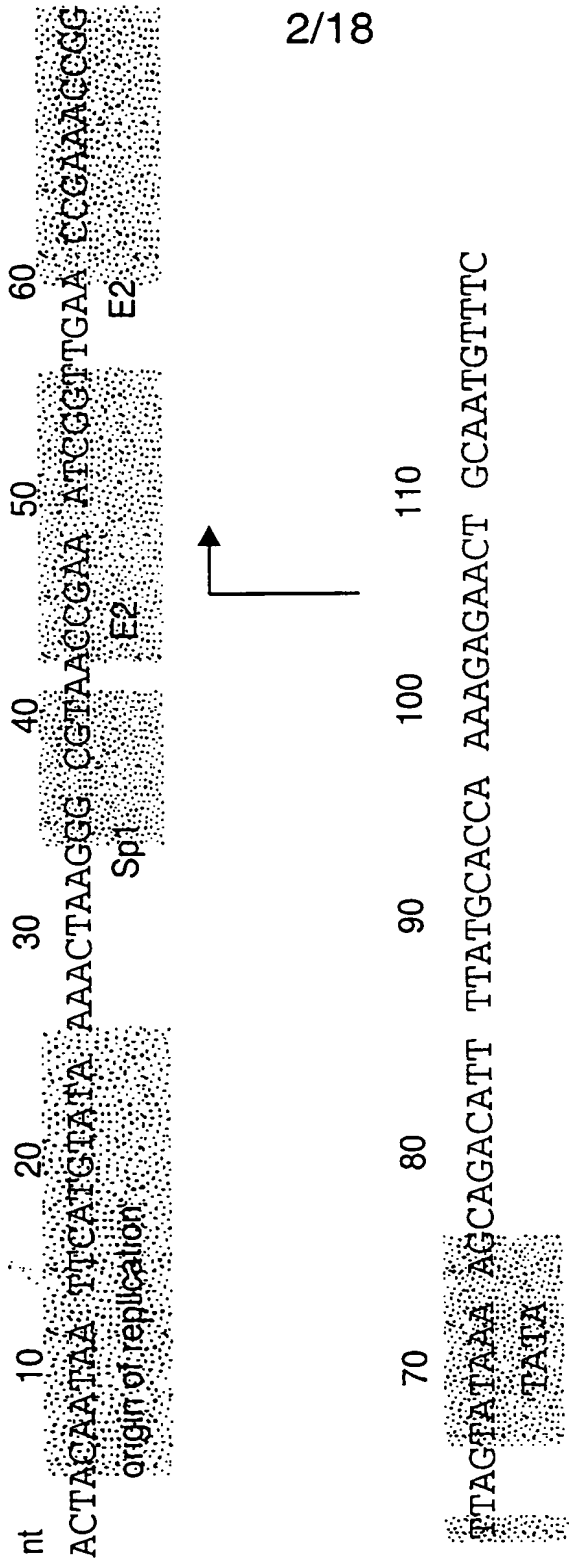 2/18
nt 10 20 30 40 50 60
ACTACAATAA TTCATGTATA AAACTAAGGG CGTAACCGAA ATCGGTTGAA CCGAAACCGG
origin of replication Sp1 E2 E2
70 80 90 100 110
TTAGTATAAA AGCAGACATT TTATGCACCA AAAGAGAACT GCAATGTTTC
TATA